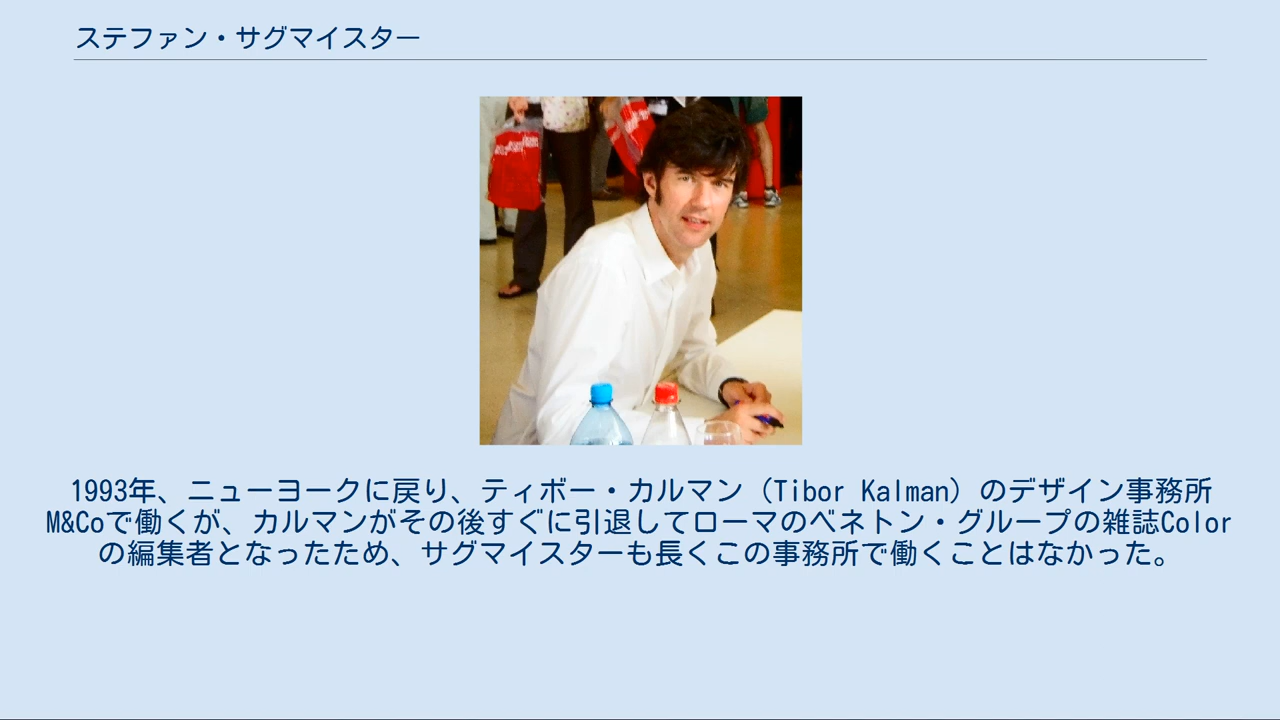 ステファン・サグマイスター
1993年、ニューヨークに戻り、ティボー・カルマン（Tibor Kalman）のデザイン事務所
M&Coで働くが、カルマンがその後すぐに引退してローマのベネトン・グループの雑誌Color
の編集者となったため、サグマイスターも長くこの事務所で働くことはなかった。